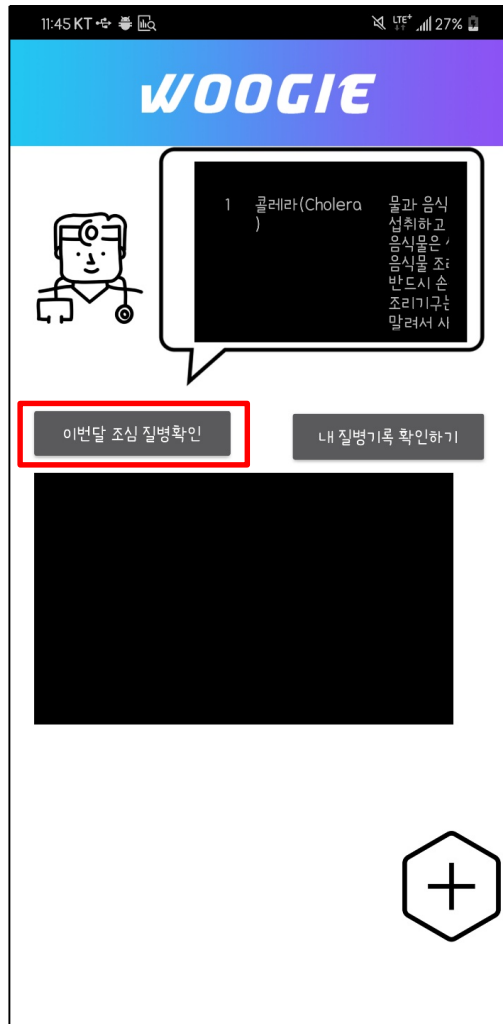 11:45 KT
LTE+ 27%
WOOGIE
1 콜레라(Cholera 물과 음식
) 섭취하고
음식물은
음식물 조리
반드시 손
조리기구는
말려서 사
이번달 조심 질병확인
내 질병기록 확인하기